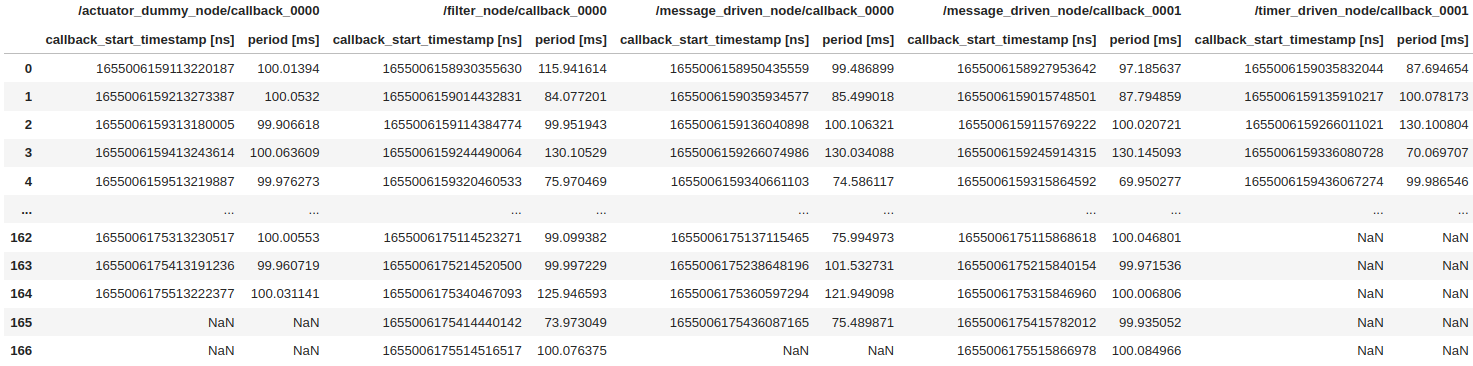 /actuator_dummy_node/callback_0000 /filter_node/callback_0000 /message_driven_node/callback_0000 /message_driven_node/callback_0001 /timer_driven_node/callback_0001
callback_start_timestamp [ns] period [ms] callback_start_timestamp [ns] period [ms] callback_start_timestamp [ns] period [ms] callback_start_timestamp [ns] period [ms] callback_start_timestamp [ns] period [ms]
0 1655006159113220187 100.01394 1655006158930355630 115.941614 1655006158950435559 99.486899 1655006158927953642 97.185637 1655006159035832044 87.694654
1 1655006159213273387 100.0532 1655006159014432831 84.077201 1655006159035934577 85.499018 1655006159015748501 87.794859 1655006159135910217 100.078173
2 1655006159313180005 99.906618 1655006159114384774 99.951943 1655006159136040898 100.106321 1655006159115769222 100.020721 1655006159266011021 130.100804
3 1655006159413243614 100.063609 1655006159244490064 130.10529 1655006159266074986 130.034088 1655006159245914315 130.145093 1655006159336080728 70.069707
4 1655006159513219887 99.976273 1655006159320460533 75.970469 1655006159340661103 74.586117 1655006159315864592 69.950277 1655006159436067274 99.986546
... ... ... ... ... ... ... ... ... ... ...
162 1655006175313230517 100.00553 1655006175114523271 99.099382 1655006175137115465 75.994973 1655006175115868618 100.046801 NaN NaN
163 1655006175413191236 99.960719 1655006175214520500 99.997229 1655006175238648196 101.532731 1655006175215840154 99.971536 NaN NaN
164 1655006175513222377 100.031141 1655006175340467093 125.946593 1655006175360597294 121.949098 1655006175315846960 100.006806 NaN NaN
165 NaN NaN 1655006175414440142 73.973049 1655006175436087165 75.489871 1655006175415782012 99.935052 NaN NaN
166 NaN NaN 1655006175514516517 100.076375 NaN NaN 1655006175515866978 100.084966 NaN NaN